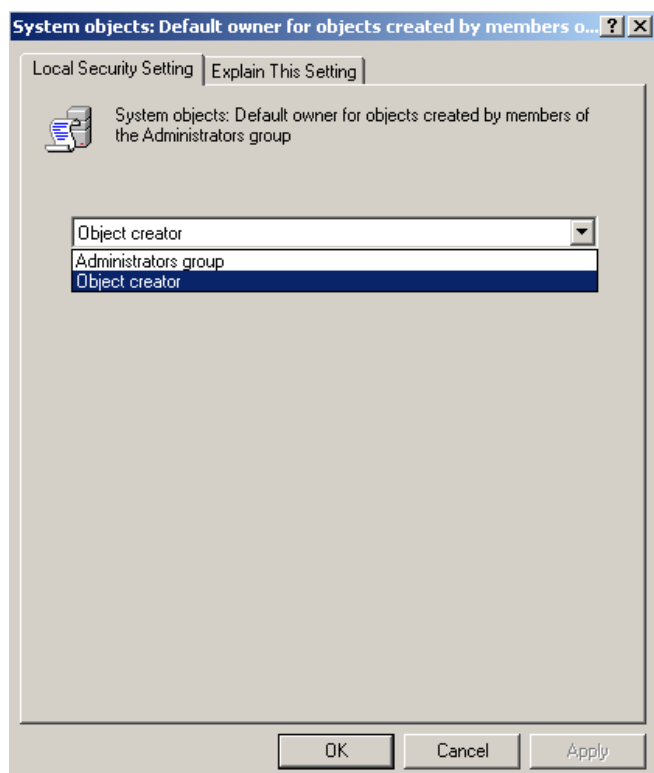 System objects: Default owner for objects created by members o...
Local Security Setting
Explain This Setting
System objects: Default owner for objects created by members of
the Administrators group
Object creator
Administrators group
Object creator
OK
Cancel
Apply